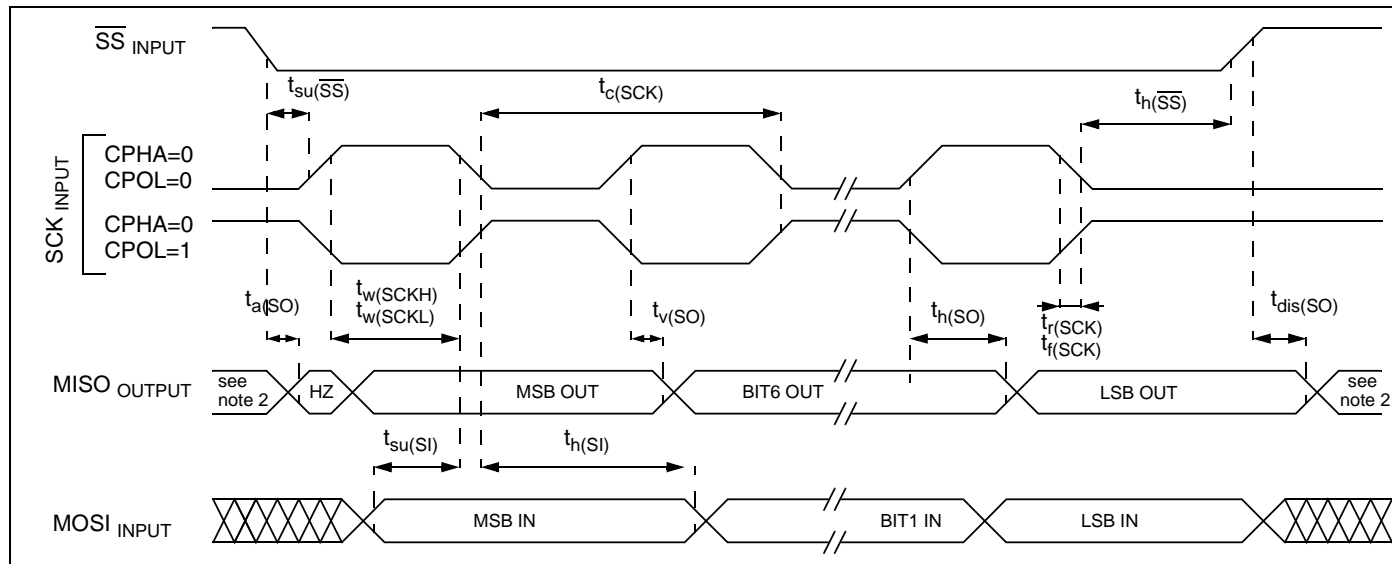 SS INPUT
tsu(SS)
tc(SCK)
th(SS)
SCK INPUT
CPHA=0
CPOL=0
CPHA=0
CPOL=1
ta(SO)
tw(SCKH)
tw(SCKL)
tv(SO)
th(SO)
tr(SCK)
tf(SCK)
tdis(SO)
MISO OUTPUT
see
note 2
HZ
MSB OUT
BIT6 OUT
LSB OUT
see
note 2
tsu(SI)
th(SI)
MOSI INPUT
MSB IN
BIT1 IN
LSB IN